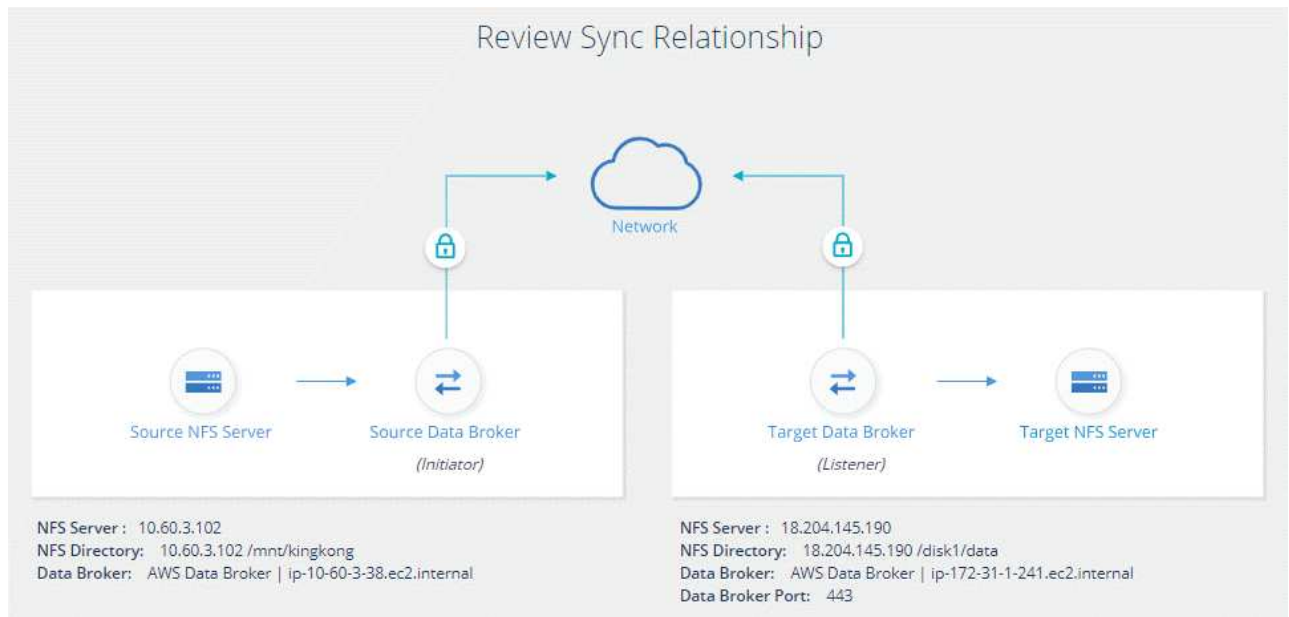 Review Sync Relationship
Network
Source NFS Server
Source Data Broker
(Initiator)
Target Data Broker
(Listener)
Target NFS Server
NFS Server : 10.60.3.102
NFS Directory: 10.60.3.102 /mnt/kingkong
Data Broker: AWS Data Broker | ip-10-60-3-38.ec2.internal
NFS Server : 18.204.145.190
NFS Directory: 18.204.145.190 /disk1/data
Data Broker: AWS Data Broker | ip-172-31-1-241.ec2.internal
Data Broker Port: 443